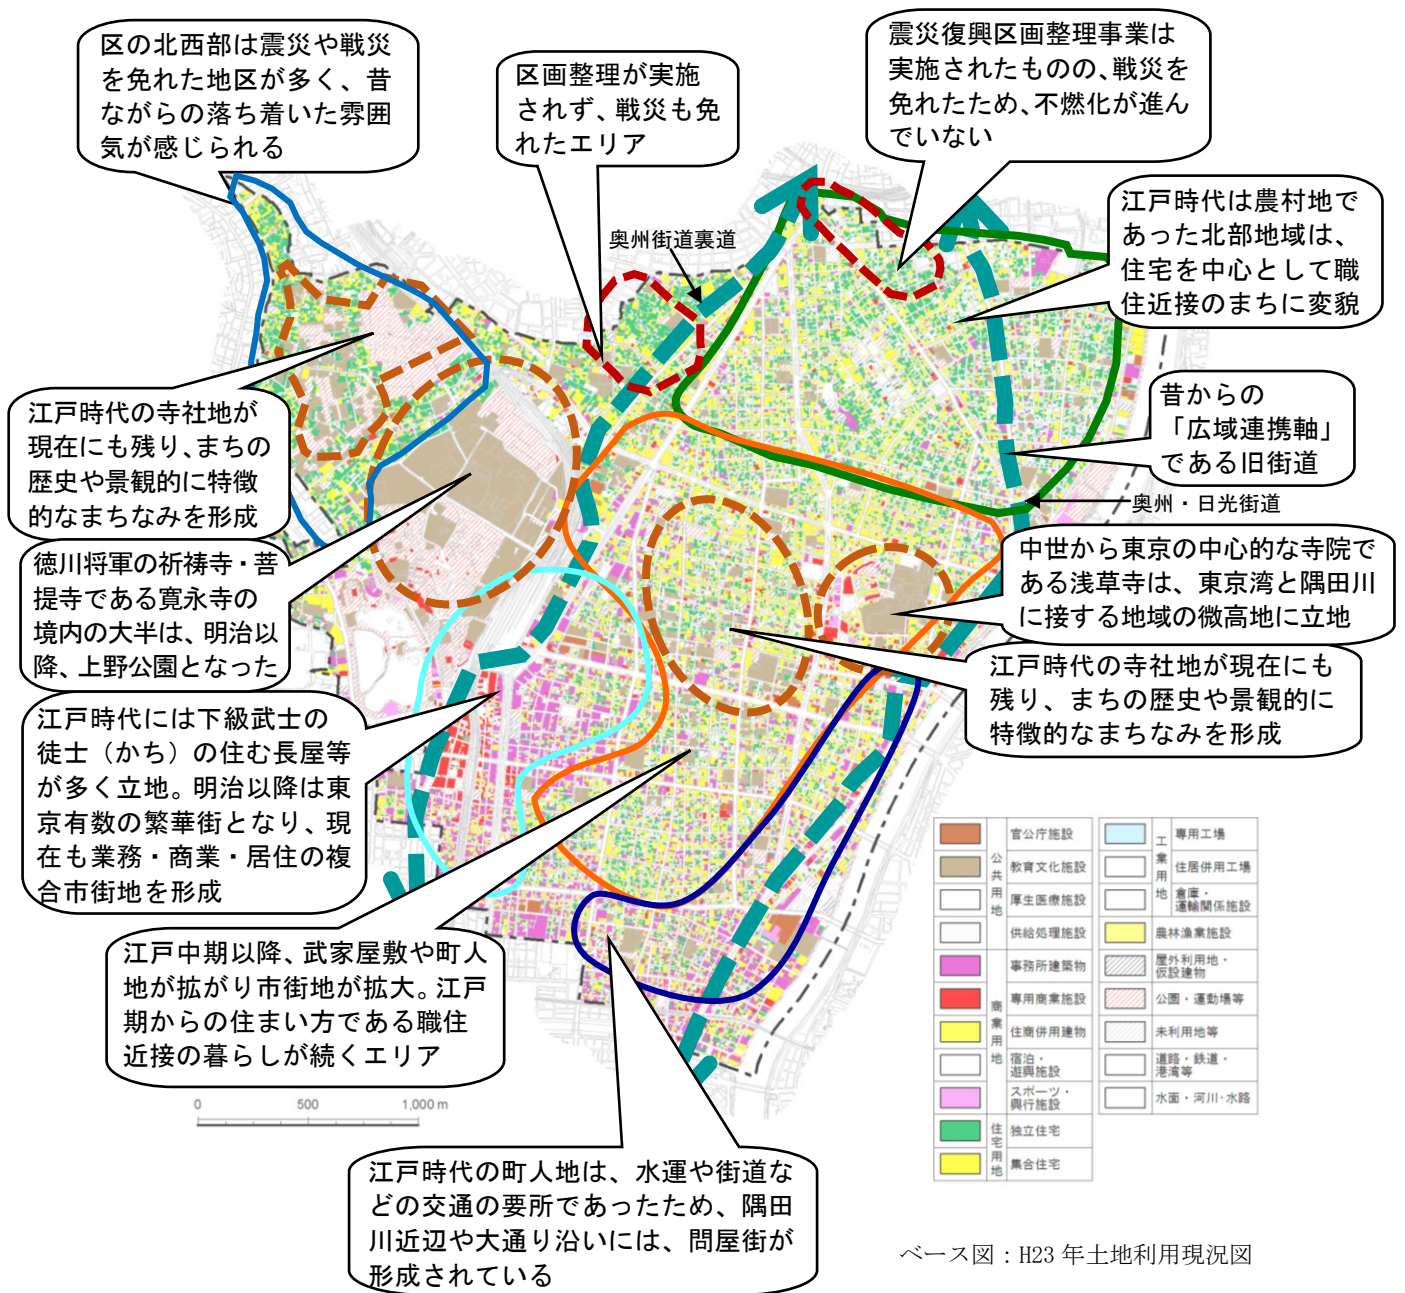 区の北西部は震災や戦災
を免れた地区が多く、昔
ながらの落ち着いた雰囲
気が感じられる
区画整理が実施
されず、戦災も免
れたエリア
震災復興区画整理事業は
実施されたものの、戦災を
免れたため、不燃化が進ん
でいない
江戸時代は農村地で
あった北部地域は、
住宅を中心として職
住近接のまちに変貌
奥州街道裏道
昔からの
「広域連携軸」
である旧街道
奥州・日光街道
江戸時代の寺社地が
現在にも残り、まちの
歴史や景観的に特徴
的なまちなみを形成
中世から東京の中心的な寺院で
ある浅草寺は、東京湾と隅田川
に接する地域の微高地に立地
徳川将軍の祈祷寺・菩
提寺である寛永寺の
境内の大半は、明治以
降、上野公園となった
江戸時代の寺社地が現在にも
残り、まちの歴史や景観的に
特徴的なまちなみを形成
江戸時代には下級武士の
徒士（かち）の住む長屋等
が多く立地。明治以降は東
京有数の繁華街となり、現
在も業務・商業・居住の複
合市街地を形成
江戸中期以降、武家屋敷や町人
地が拡がり市街地が拡大。江戸
期からの住まい方である職住
近接の暮らしが続くエリア
0 500 1,000 m
江戸時代の町人地は、水運や街道な
どの交通の要所であったため、隅田
川近辺や大通り沿いには、問屋街が
形成されている
公共用地
官公庁施設
教育文化施設
厚生医療施設
供給処理施設
商業用地
事務所建築物
専用商業施設
住商併用建物
宿泊・
遊興施設
スポーツ・
興行施設
住宅用地
独立住宅
集合住宅
工業用地
専用工場
住居併用工場
倉庫・
運輸関係施設
農林漁業施設
屋外利用地・
仮設建物
公園・運動場等
未利用地等
道路・鉄道・
港湾等
水面・河川・水路
ベース図：H23 年土地利用現況図